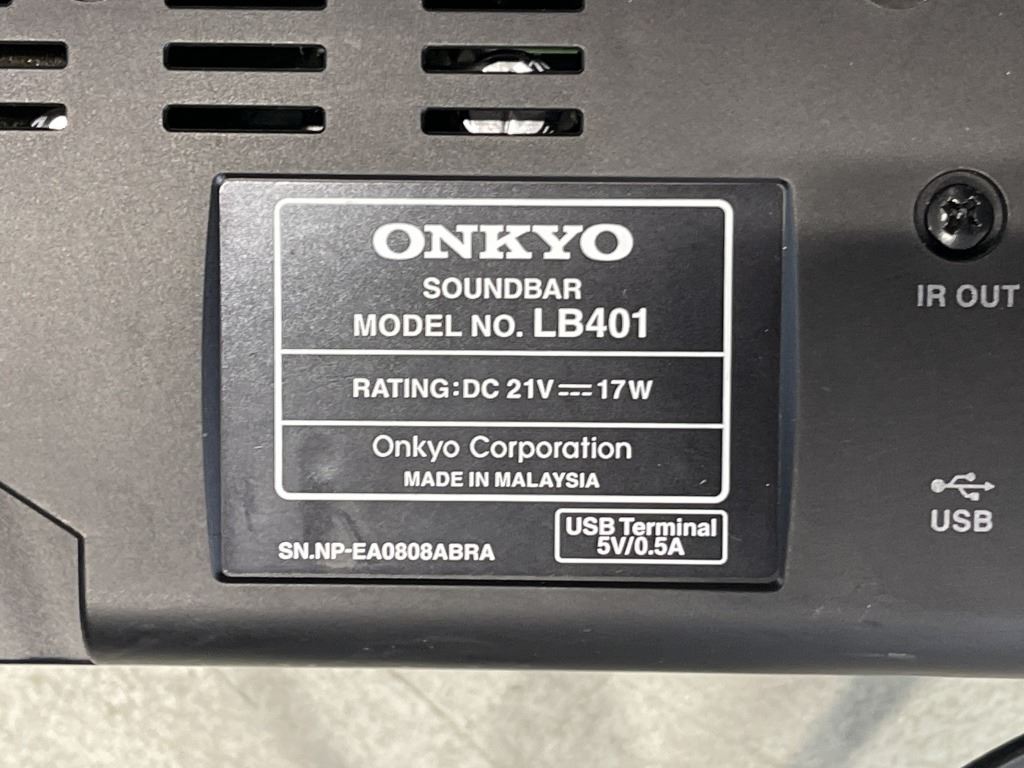 ONKYO
SOUNDBAR
MODEL NO. LB401
RATING:DC 21V⎓17W
Onkyo Corporation
MADE IN MALAYSIA
SN.NP-EA0808ABRA
USB Terminal
5V/0.5A
IR OUT
USB